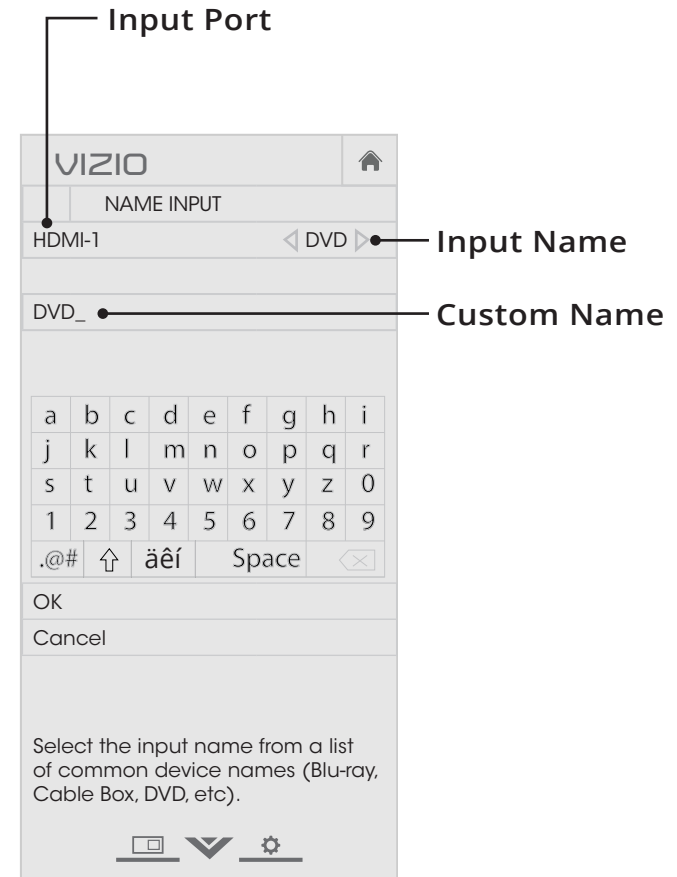 Input Port
VIZIO
NAME INPUT
HDMI-1 DVD
Input Name
DVD_
Custom Name
a b c d e f g h i
j k l m n o p q r
s t u v w x y z 0
1 2 3 4 5 6 7 8 9
.@# äêí Space
OK
Cancel
Select the input name from a list
of common device names (Blu-ray,
Cable Box, DVD, etc).